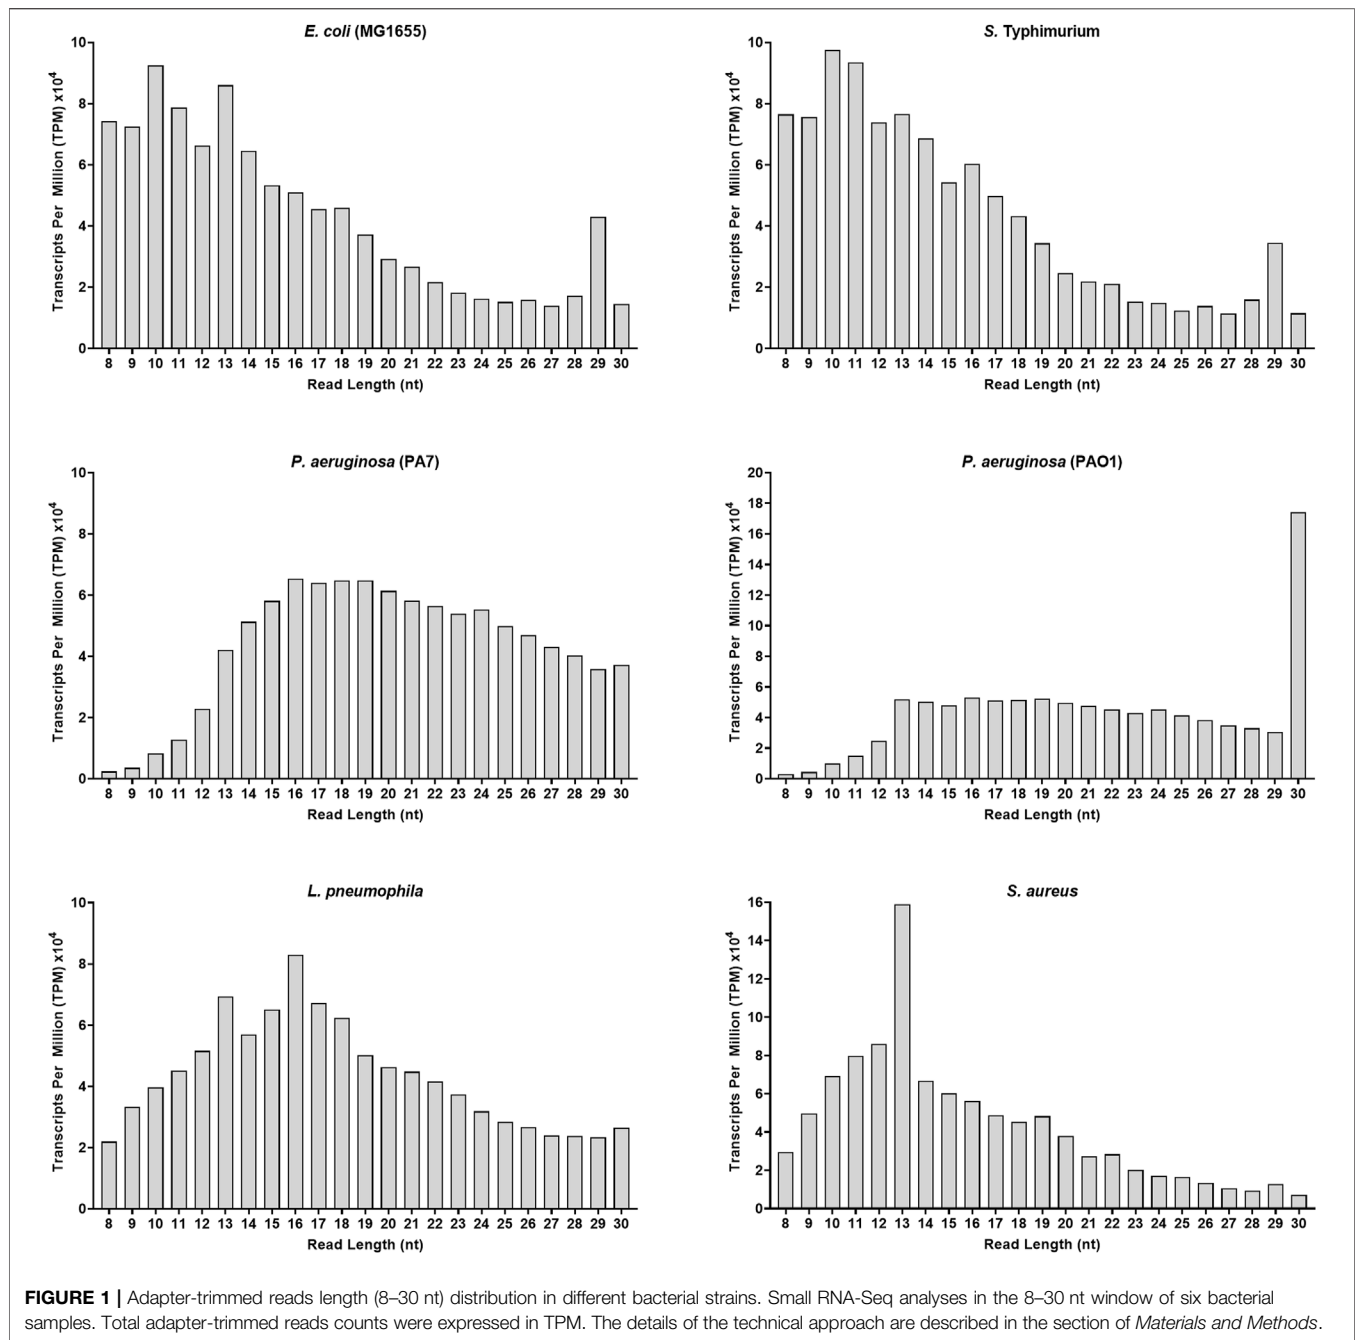 E. coli (MG1655)
Transcripts Per Million (TPM) x10⁴
10
8
6
4
2
0
8 9 10 11 12 13 14 15 16 17 18 19 20 21 22 23 24 25 26 27 28 29 30
Read Length (nt)
S. Typhimurium
Transcripts Per Million (TPM) x10⁴
10
8
6
4
2
0
8 9 10 11 12 13 14 15 16 17 18 19 20 21 22 23 24 25 26 27 28 29 30
Read Length (nt)
P. aeruginosa (PA7)
Transcripts Per Million (TPM) x10⁴
10
8
6
4
2
0
8 9 10 11 12 13 14 15 16 17 18 19 20 21 22 23 24 25 26 27 28 29 30
Read Length (nt)
P. aeruginosa (PAO1)
Transcripts Per Million (TPM) x10⁴
20
18
16
14
12
10
8
6
4
2
0
8 9 10 11 12 13 14 15 16 17 18 19 20 21 22 23 24 25 26 27 28 29 30
Read Length (nt)
L. pneumophila
Transcripts Per Million (TPM) x10⁴
10
8
6
4
2
0
8 9 10 11 12 13 14 15 16 17 18 19 20 21 22 23 24 25 26 27 28 29 30
Read Length (nt)
S. aureus
Transcripts Per Million (TPM) x10⁴
16
14
12
10
8
6
4
2
0
8 9 10 11 12 13 14 15 16 17 18 19 20 21 22 23 24 25 26 27 28 29 30
Read Length (nt)
FIGURE 1 | Adapter-trimmed reads length (8–30 nt) distribution in different bacterial strains. Small RNA-Seq analyses in the 8–30 nt window of six bacterial
samples. Total adapter-trimmed reads counts were expressed in TPM. The details of the technical approach are described in the section of Materials and Methods.